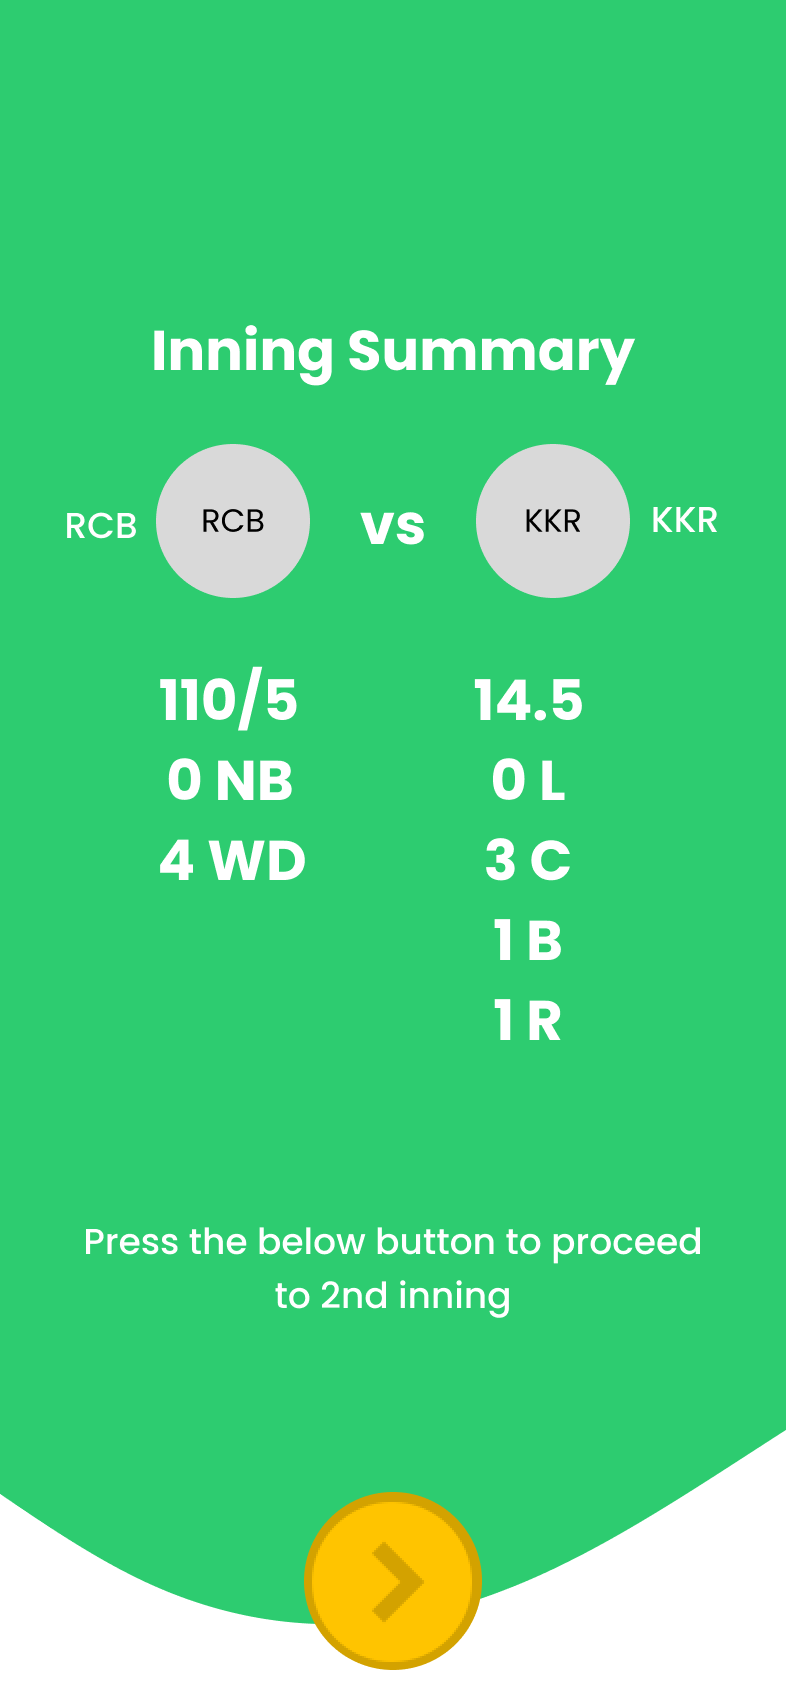 Inning Summary
RCB RCB vs KKR KKR
110/5 14.5
0 NB 0 L
4 WD 3 C
1 B
1 R
Press the below button to proceed
to 2nd inning